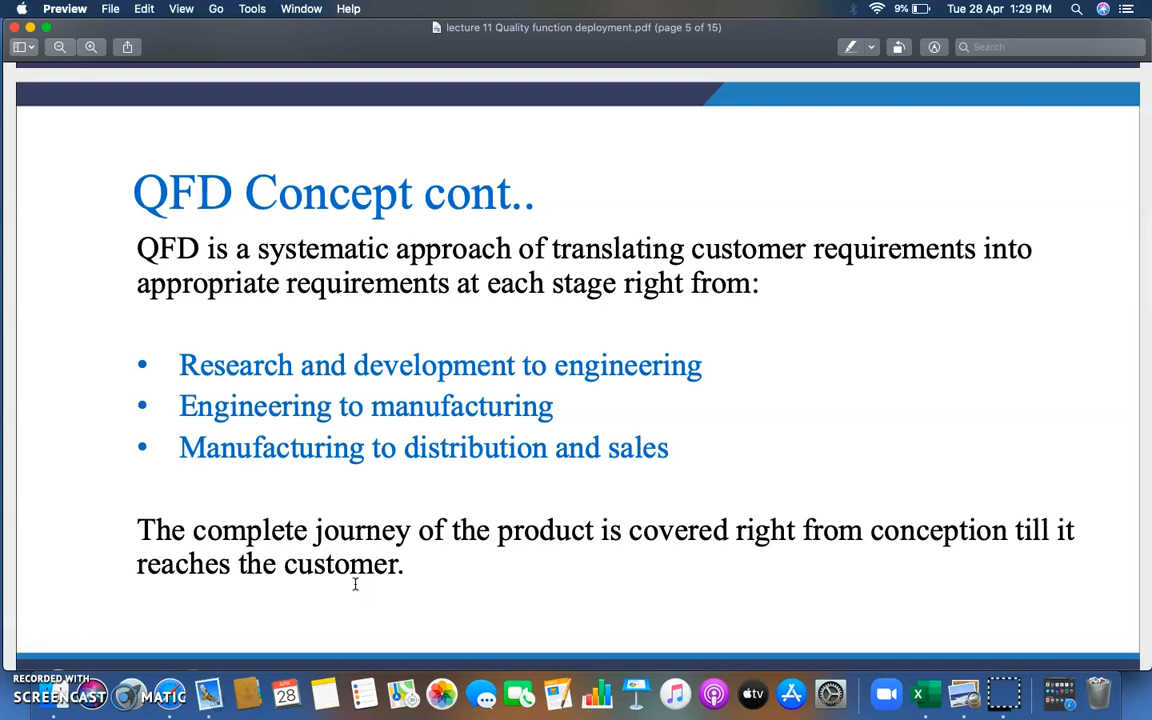 Preview File Edit View Go Tools Window Help 9% Tue 28 Apr 1:29 PM
lecture 11 Quality function deployment.pdf (page 5 of 15)
Search
QFD Concept cont..
QFD is a systematic approach of translating customer requirements into
appropriate requirements at each stage right from:
• Research and development to engineering
• Engineering to manufacturing
• Manufacturing to distribution and sales
The complete journey of the product is covered right from conception till it
reaches the customer.
RECORDED WITH
SCREENCAST MATIC
28
tv